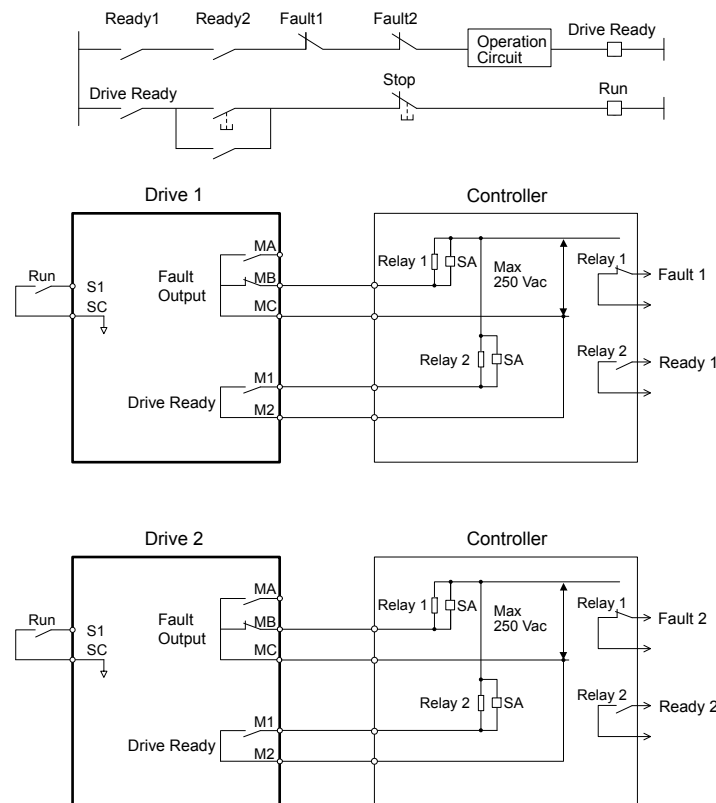 Ready1 Ready2 Fault1 Fault2 Drive Ready
Operation
Circuit
Drive Ready Stop Run
Drive 1 Controller
MA
Run S1 Fault MB Relay 1 SA Max Relay 1 Fault 1
SC Output MC 250 Vac
Relay 2 SA Relay 2 Ready 1
M1
Drive Ready
M2
Drive 2 Controller
MA
Run S1 Fault MB Relay 1 SA Max Relay 1 Fault 2
SC Output MC 250 Vac
Relay 2 SA Relay 2 Ready 2
M1
Drive Ready
M2